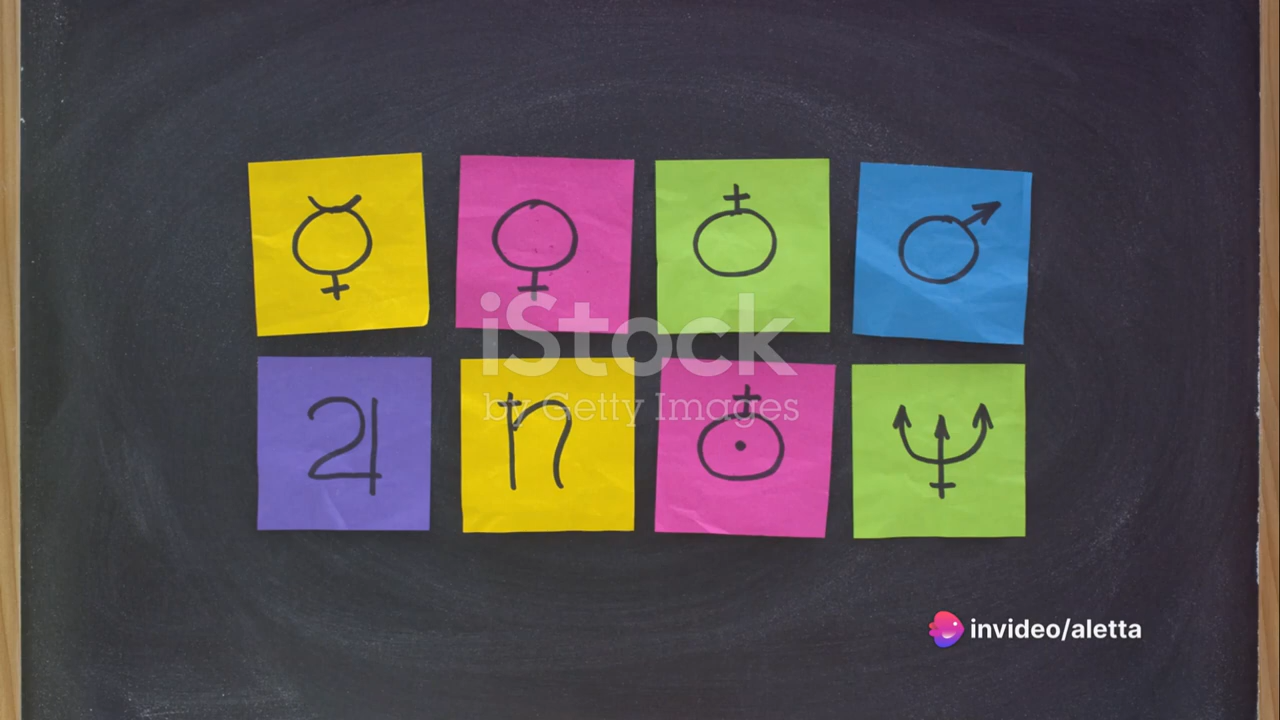 ☿ ♀ ♁ ♂
♃ ♄ ⛢ ♆
iStock
by Getty Images
invideo/aletta